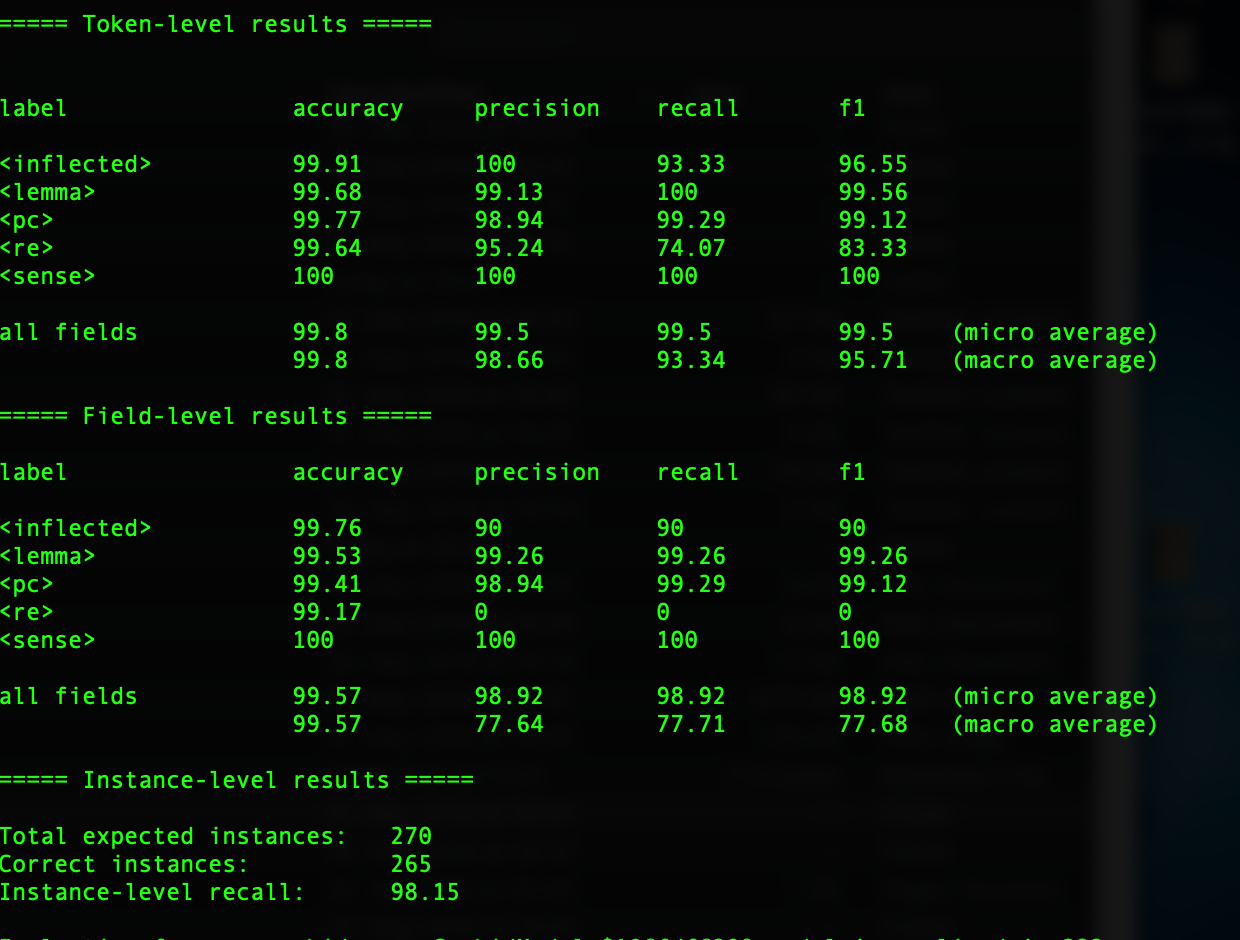 ===== Token-level results =====
label accuracy precision recall f1
<inflected> 99.91 100 93.33 96.55
<lemma> 99.68 99.13 100 99.56
<pc> 99.77 98.94 99.29 99.12
<re> 99.64 95.24 74.07 83.33
<sense> 100 100 100 100
all fields 99.8 99.5 99.5 99.5 (micro average)
99.8 98.66 93.34 95.71 (macro average)
===== Field-level results =====
label accuracy precision recall f1
<inflected> 99.76 90 90 90
<lemma> 99.53 99.26 99.26 99.26
<pc> 99.41 98.94 99.29 99.12
<re> 99.17 0 0 0
<sense> 100 100 100 100
all fields 99.57 98.92 98.92 98.92 (micro average)
99.57 77.64 77.71 77.68 (macro average)
===== Instance-level results =====
Total expected instances: 270
Correct instances: 265
Instance-level recall: 98.15